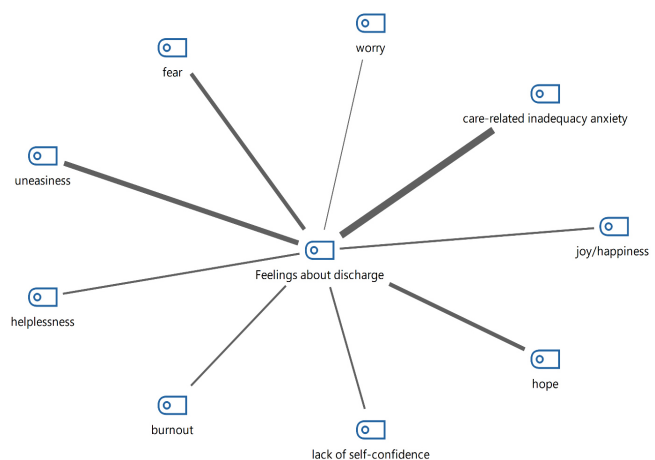 worry
fear
care-related inadequacy anxiety
uneasiness
joy/happiness
Feelings about discharge
helplessness
hope
burnout
lack of self-confidence